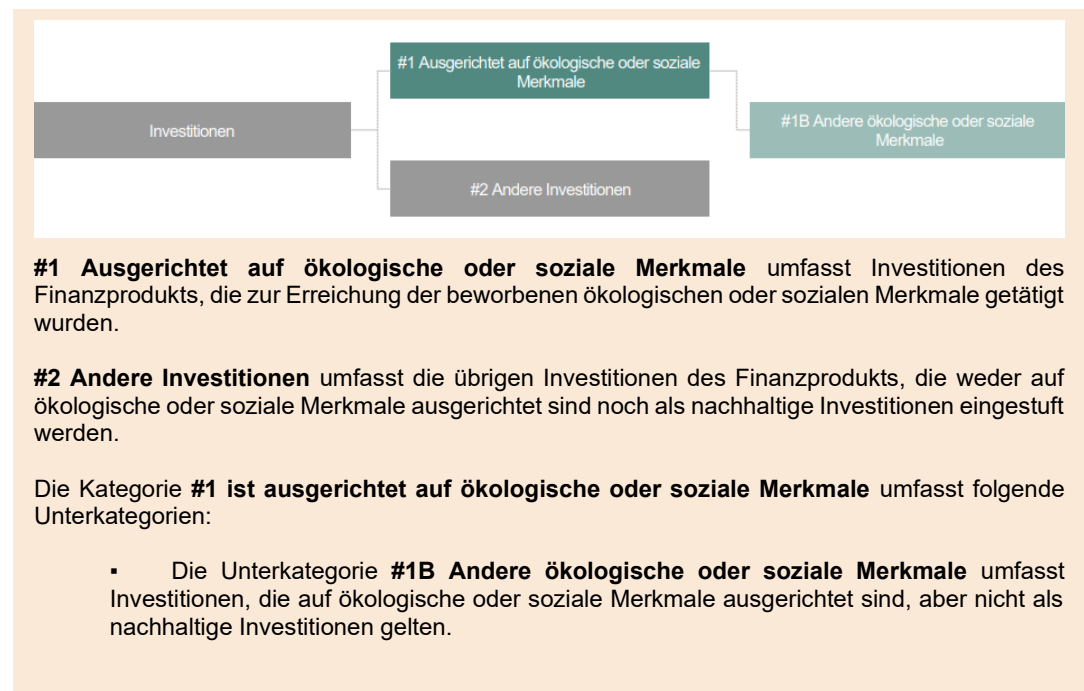 #1 Ausgerichtet auf ökologische oder soziale
Merkmale
Investitionen
#1B Andere ökologische oder soziale
Merkmale
#2 Andere Investitionen
#1 Ausgerichtet auf ökologische oder soziale Merkmale umfasst Investitionen des
Finanzprodukts, die zur Erreichung der beworbenen ökologischen oder sozialen Merkmale getätigt
wurden.
#2 Andere Investitionen umfasst die übrigen Investitionen des Finanzprodukts, die weder auf
ökologische oder soziale Merkmale ausgerichtet sind noch als nachhaltige Investitionen eingestuft
werden.
Die Kategorie #1 ist ausgerichtet auf ökologische oder soziale Merkmale umfasst folgende
Unterkategorien:
▪ Die Unterkategorie #1B Andere ökologische oder soziale Merkmale umfasst
Investitionen, die auf ökologische oder soziale Merkmale ausgerichtet sind, aber nicht als
nachhaltige Investitionen gelten.